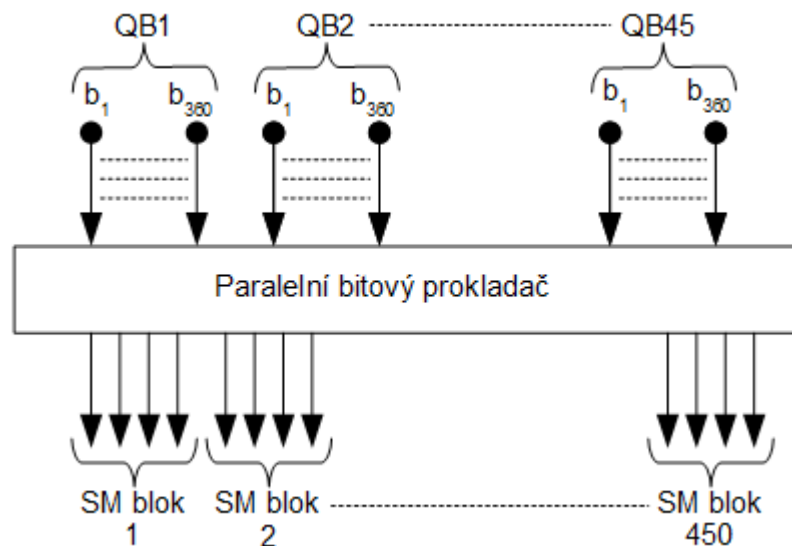 QB1 QB2 QB45
b1 b360 b1 b360 b1 b360
Paralelní bitový prokladač
SM blok SM blok SM blok
1 2 450